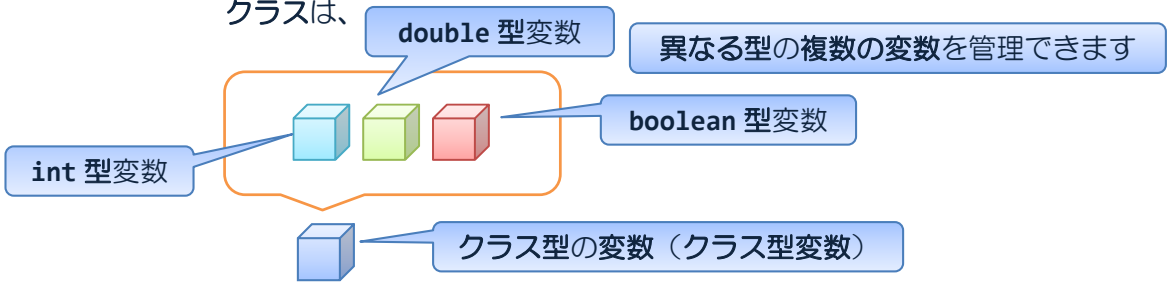 クラスは、
double 型変数
異なる型の複数の変数を管理できます
boolean 型変数
int 型変数
クラス型の変数（クラス型変数）